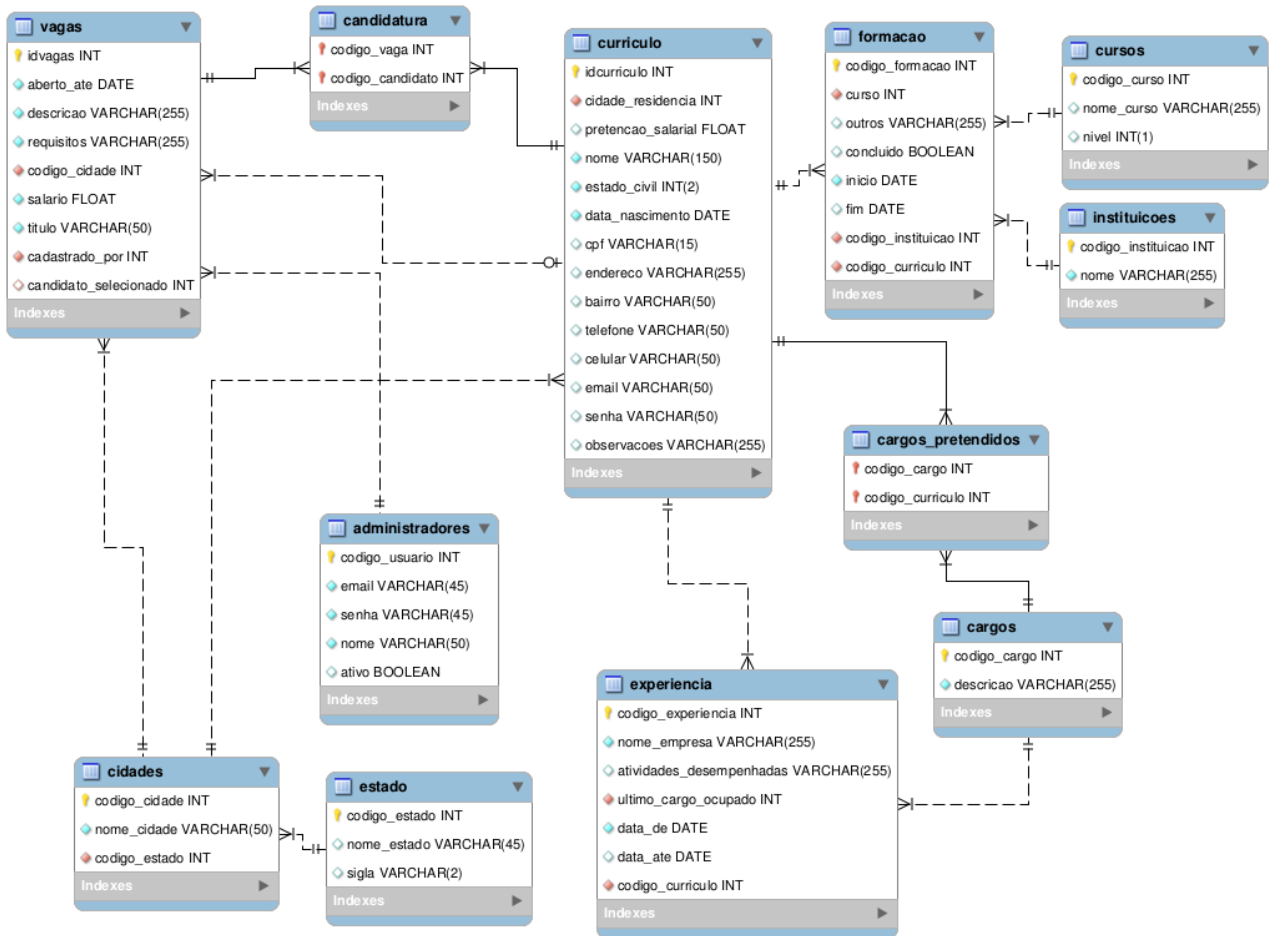 vagas
idvagas INT
aberto_ate DATE
descricao VARCHAR(255)
requisitos VARCHAR(255)
codigo_cidade INT
salario FLOAT
titulo VARCHAR(50)
cadastrado_por INT
candidato_selecionado INT
Indexes
candidatura
codigo_vaga INT
codigo_candidato INT
Indexes
curriculo
idcurriculo INT
cidade_residencia INT
pretencao_salarial FLOAT
nome VARCHAR(150)
estado_civil INT(2)
data_nascimento DATE
cpf VARCHAR(15)
endereco VARCHAR(255)
bairro VARCHAR(50)
telefone VARCHAR(50)
celular VARCHAR(50)
email VARCHAR(50)
senha VARCHAR(50)
observacoes VARCHAR(255)
Indexes
formacao
codigo_formacao INT
curso INT
outros VARCHAR(255)
concluido BOOLEAN
inicio DATE
fim DATE
codigo_instituicao INT
codigo_curriculo INT
Indexes
cursos
codigo_curso INT
nome_curso VARCHAR(255)
nivel INT(1)
Indexes
instituicoes
codigo_instituicao INT
nome VARCHAR(255)
Indexes
cargos_pretendidos
codigo_cargo INT
codigo_curriculo INT
Indexes
administradores
codigo_usuario INT
email VARCHAR(45)
senha VARCHAR(45)
nome VARCHAR(50)
ativo BOOLEAN
Indexes
cargos
codigo_cargo INT
descricao VARCHAR(255)
Indexes
experiencia
codigo_experiencia INT
nome_empresa VARCHAR(255)
atividades_desempenhadas VARCHAR(255)
ultimo_cargo_ocupado INT
data_de DATE
data_ate DATE
codigo_curriculo INT
Indexes
cidades
codigo_cidade INT
nome_cidade VARCHAR(50)
codigo_estado INT
Indexes
estado
codigo_estado INT
nome_estado VARCHAR(45)
sigla VARCHAR(2)
Indexes